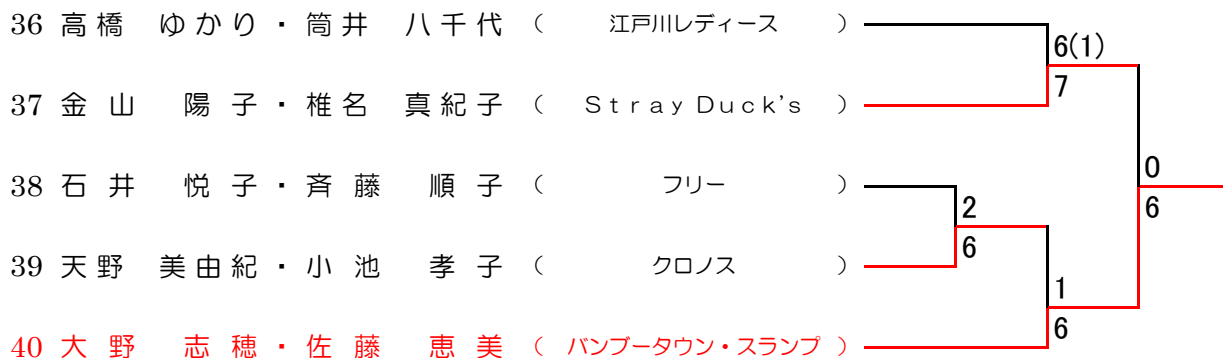 36 高橋 ゆかり・筒井 八千代 ( 江戸川レディース )
6(1)
37 金山 陽子・椎名 真紀子 ( Stray Duck's )
7
38 石井 悦子・斉藤 順子 ( フリー )
0
2
6
39 天野 美由紀・小池 孝子 ( クロノス )
6
1
40 大野 志穂・佐藤 恵美 ( バンブータウン・スランプ )
6